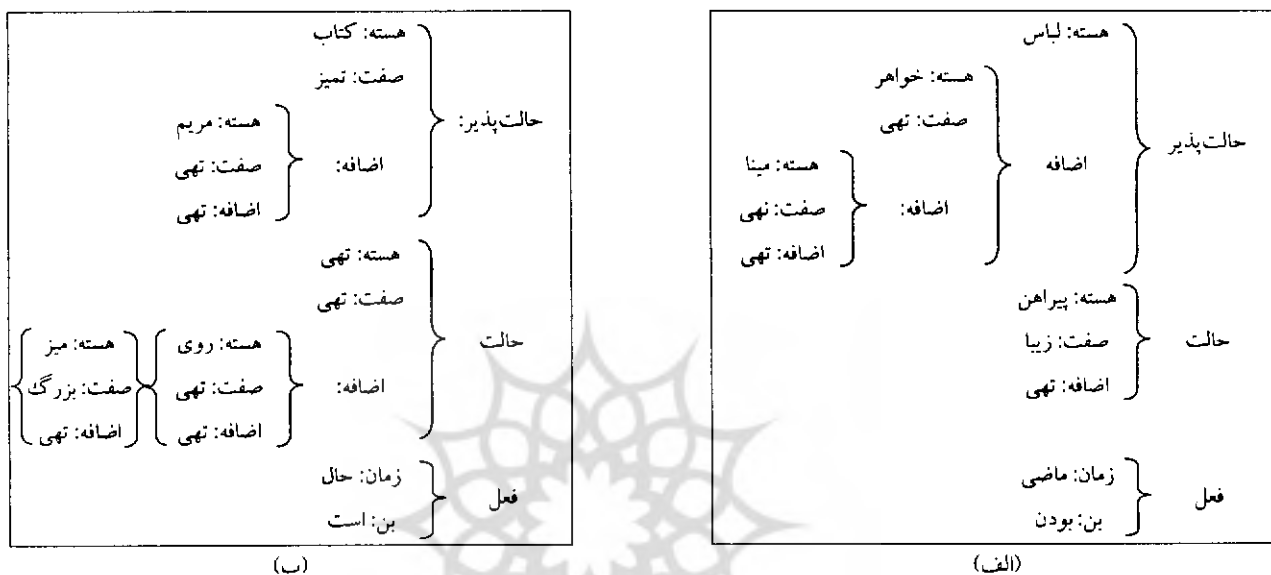 هسته: لباس
هسته: خواهر
صفت: تهی
حالت‌پذیر
اضافه
هسته: مینا
اضافه:
صفت: نهی
اضافه: تهی
هسته: پیراهن
حالت
صفت: زیبا
اضافه: تهی
زمان: ماضی
فعل
بن: بودن
(الف)
هسته: کتاب
صفت: تمیز
حالت‌پذیر:
هسته: مریم
اضافه:
صفت: تهی
اضافه: تهی
هسته: تهی
صفت: تهی
حالت
هسته: روی
هسته: میز
اضافه:
صفت: تهی
صفت: بزرگ
اضافه: تهی
اضافه: تهی
زمان: حال
فعل
بن: است
(ب)